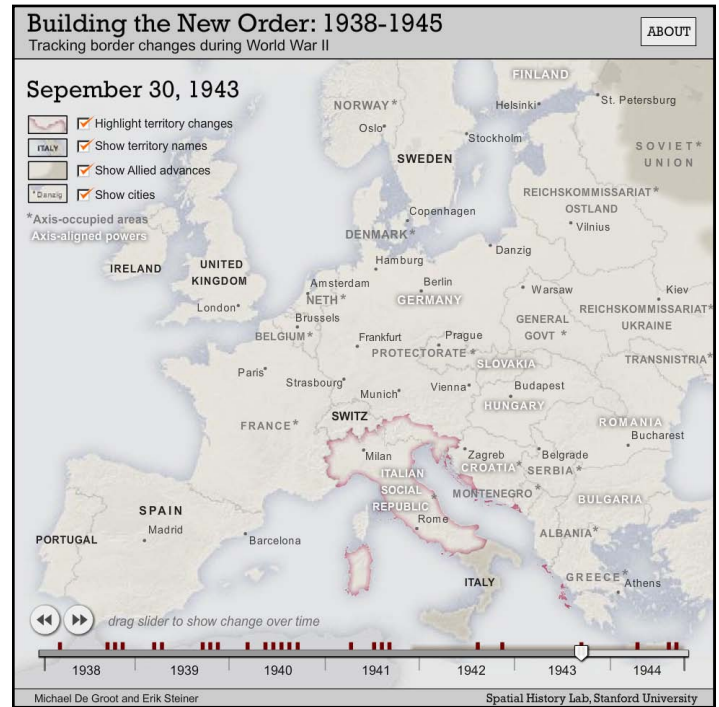 Building the New Order: 1938-1945
Tracking border changes during World War II
ABOUT
Sepember 30, 1943
Highlight territory changes
ITALY
Show territory names
Show Allied advances
*Danzig
Show cities
*Axis-occupied areas
Axis-aligned powers
FINLAND
NORWAY*
Helsinki
St. Petersburg
Oslo
Stockholm
SWEDEN
SOVIET*
UNION
REICHSKOMMISSARIAT*
OSTLAND
Vilnius
Copenhagen
DENMARK*
Danzig
Hamburg
IRELAND
UNITED
KINGDOM
London
Amsterdam
NETH*
Berlin
GERMANY
Warsaw
Kiev
Brussels
BELGIUM*
GENERAL
GOVT *
REICHSKOMMISSARIAT*
UKRAINE
Frankfurt
Prague
PROTECTORATE*
SLOVAKIA
TRANSNISTRIA*
Paris
Strasbourg
Munich
Vienna
Budapest
HUNGARY
SWITZ
FRANCE*
ROMANIA
Bucharest
Milan
Zagreb
CROATIA*
Belgrade
SERBIA*
ITALIAN
SOCIAL
REPUBLIC*
MONTENEGRO*
BULGARIA
Rome
SPAIN
Madrid
PORTUGAL
Barcelona
ALBANIA*
ITALY
GREECE*
Athens
drag slider to show change over time
1938 1939 1940 1941 1942 1943 1944
Michael De Groot and Erik Steiner
Spatial History Lab, Stanford University